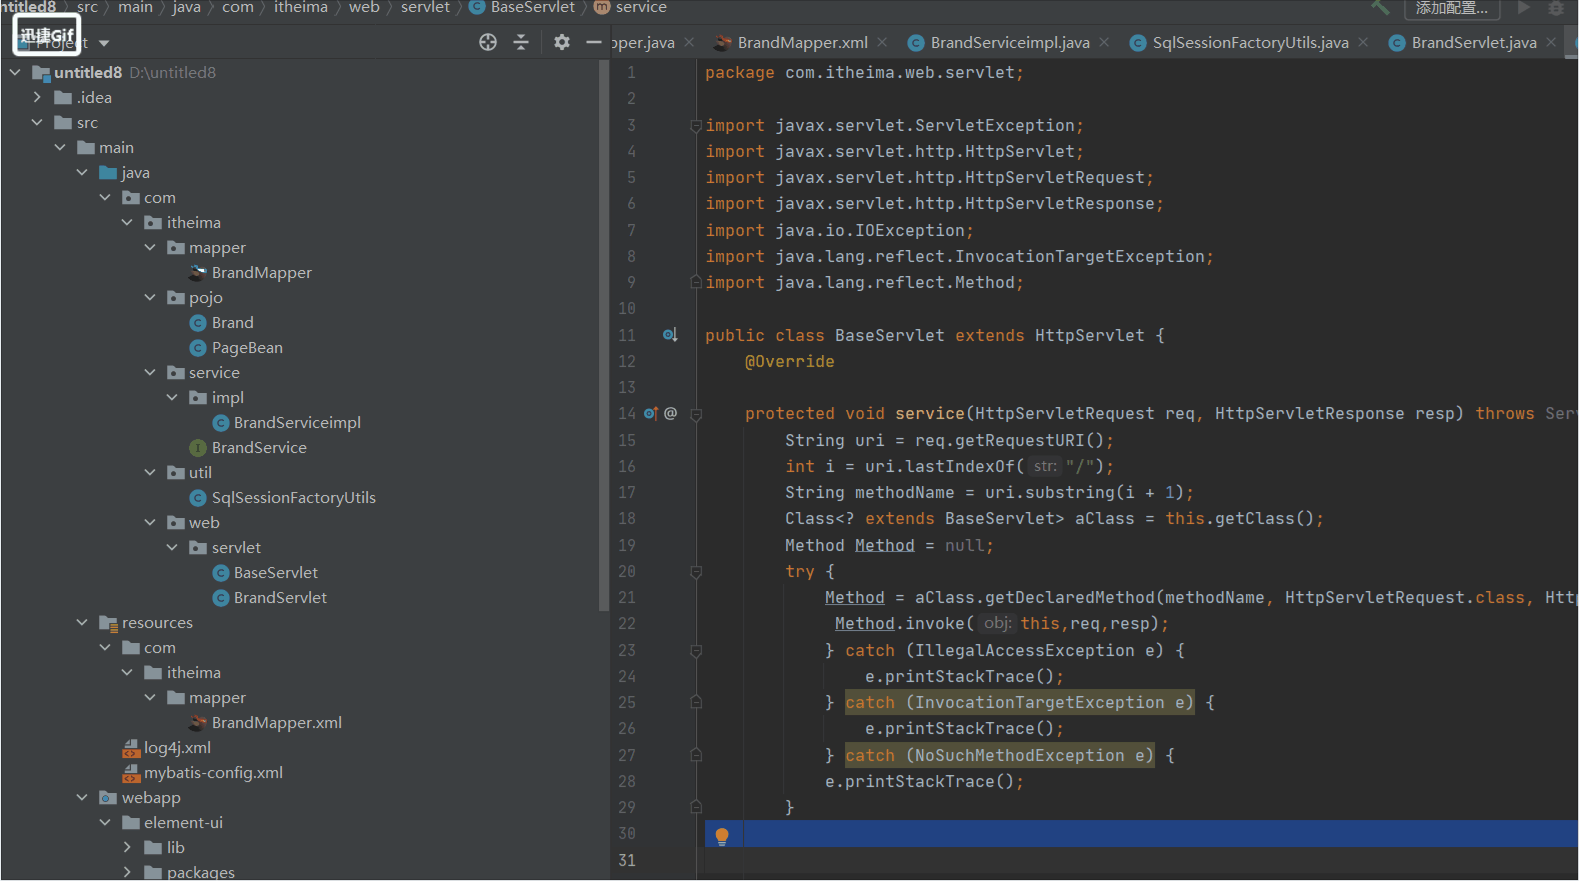 ntitled8 〉 src 〉 main 〉 java 〉 com 〉 itheima 〉 web 〉 servlet 〉 BaseServlet 〉 service
添加配置...
迅捷Gif
per.java BrandMapper.xml BrandServiceimpl.java SqlSessionFactoryUtils.java BrandServlet.java
untitled8 D:\untitled8
.idea
src
main
java
com
itheima
mapper
BrandMapper
pojo
Brand
PageBean
service
impl
BrandServiceimpl
BrandService
util
SqlSessionFactoryUtils
web
servlet
BaseServlet
BrandServlet
resources
com
itheima
mapper
BrandMapper.xml
log4j.xml
mybatis-config.xml
webapp
element-ui
lib
packages
1 package com.itheima.web.servlet;
2
3 import javax.servlet.ServletException;
4 import javax.servlet.http.HttpServlet;
5 import javax.servlet.http.HttpServletRequest;
6 import javax.servlet.http.HttpServletResponse;
7 import java.io.IOException;
8 import java.lang.reflect.InvocationTargetException;
9 import java.lang.reflect.Method;
10
11 public class BaseServlet extends HttpServlet {
12 @Override
13
14 @ protected void service(HttpServletRequest req, HttpServletResponse resp) throws Ser
15 String uri = req.getRequestURI();
16 int i = uri.lastIndexOf( str: "/");
17 String methodName = uri.substring(i + 1);
18 Class<? extends BaseServlet> aClass = this.getClass();
19 Method Method = null;
20 try {
21 Method = aClass.getDeclaredMethod(methodName, HttpServletRequest.class, Htt
22 Method.invoke( obj: this,req,resp);
23 } catch (IllegalAccessException e) {
24 e.printStackTrace();
25 } catch (InvocationTargetException e) {
26 e.printStackTrace();
27 } catch (NoSuchMethodException e) {
28 e.printStackTrace();
29 }
30
31